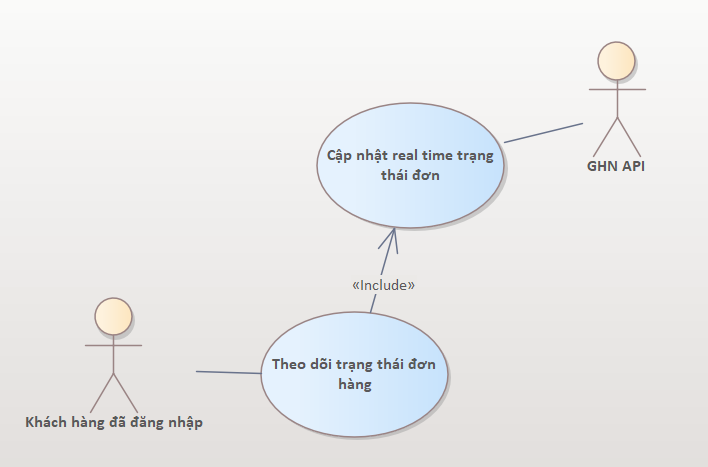 Cập nhật real time trạng
thái đơn
GHN API
«Include»
Theo dõi trạng thái đơn
hàng
Khách hàng đã đăng nhập